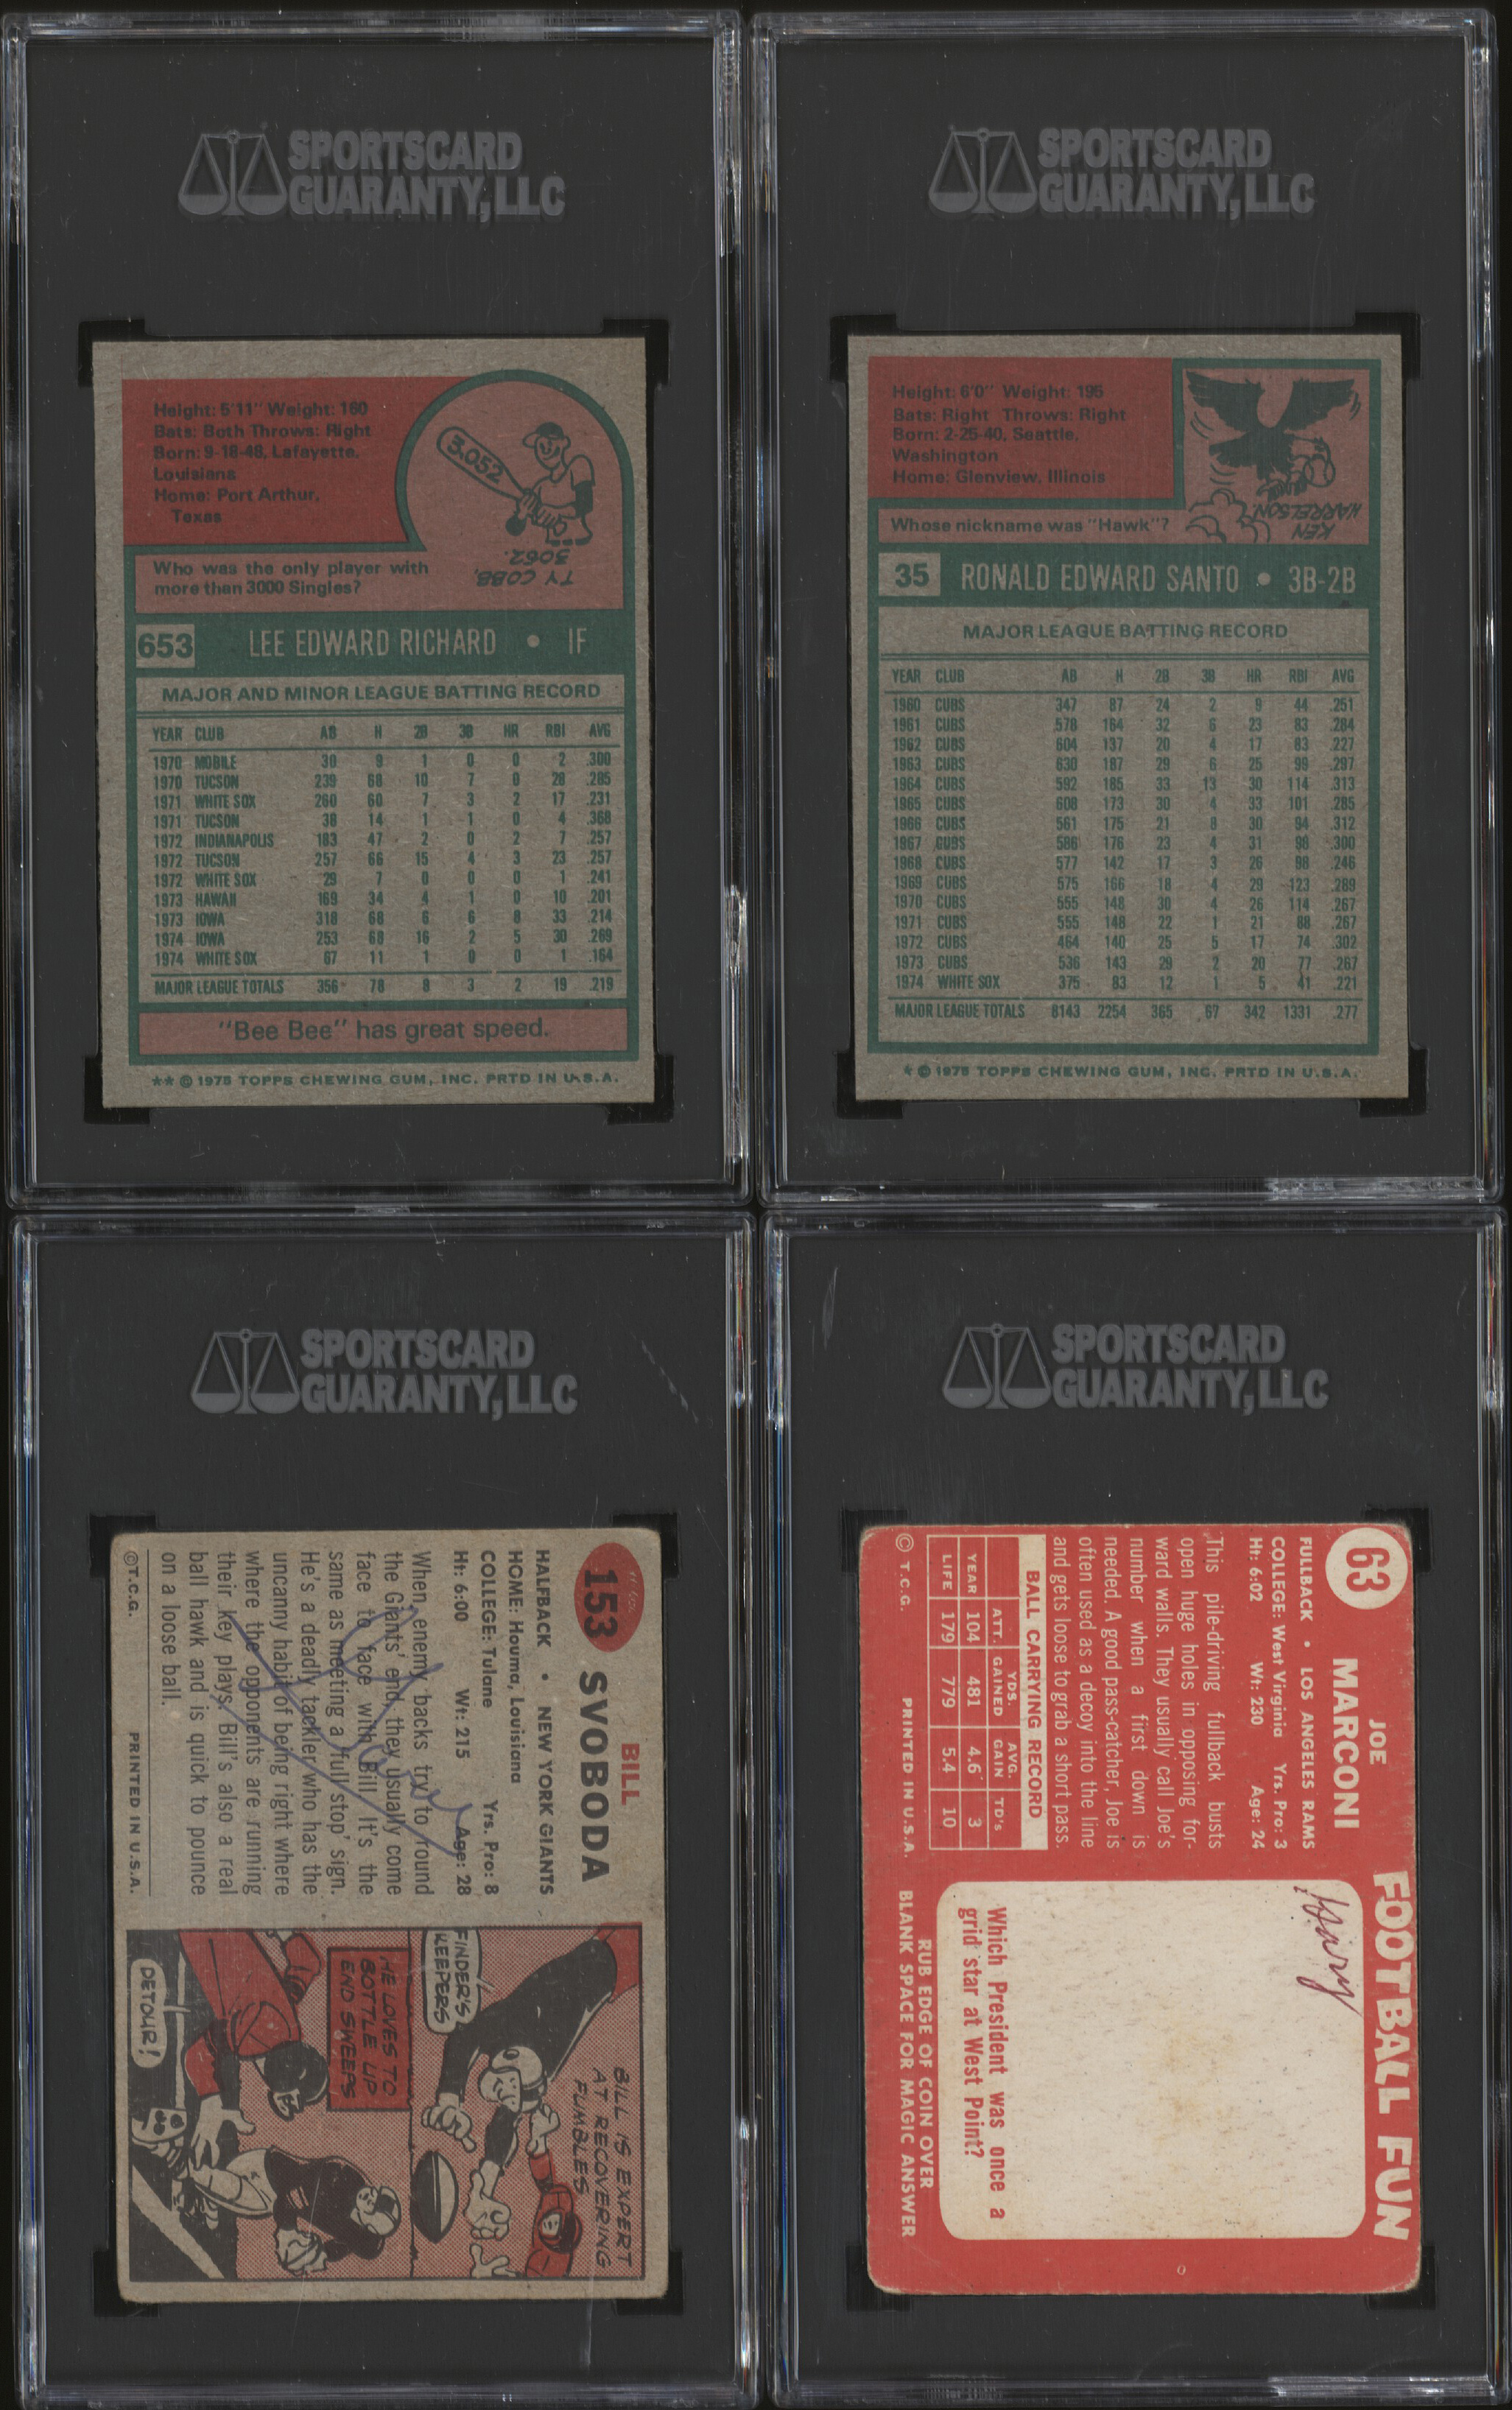 SPORTSCARD
GUARANTY, LLC
Height: 5'11" Weight: 160
Bats: Both Throws: Right
Born: 9-18-48, Lafayette,
Louisiana
Home: Port Arthur,
Texas
3,052
TY COBB,
3052.
Who was the only player with
more than 3000 Singles?
653 LEE EDWARD RICHARD • IF
MAJOR AND MINOR LEAGUE BATTING RECORD
YEAR CLUB AB H 2B 3B HR RBI AVG
1970 MOBILE 30 9 1 0 0 2 .300
1970 TUCSON 239 68 10 7 0 28 .285
1971 WHITE SOX 260 60 7 3 2 17 .231
1971 TUCSON 38 14 1 1 0 4 .368
1972 INDIANAPOLIS 183 47 2 0 2 7 .257
1972 TUCSON 257 66 15 4 3 23 .257
1972 WHITE SOX 29 7 0 0 0 1 .241
1973 HAWAII 169 34 4 1 0 10 .201
1973 IOWA 318 68 6 6 8 33 .214
1974 IOWA 253 68 16 2 5 30 .269
1974 WHITE SOX 67 11 1 0 0 1 .164
MAJOR LEAGUE TOTALS 356 78 8 3 2 19 .219
"Bee Bee" has great speed.
** © 1975 TOPPS CHEWING GUM, INC. PRTD IN U.S.A.
SPORTSCARD
GUARANTY, LLC
Height: 6'0" Weight: 195
Bats: Right Throws: Right
Born: 2-25-40, Seattle,
Washington
Home: Glenview, Illinois
KEN
HARRELSON
Whose nickname was "Hawk"?
35 RONALD EDWARD SANTO • 3B-2B
MAJOR LEAGUE BATTING RECORD
YEAR CLUB AB H 2B 3B HR RBI AVG
1960 CUBS 347 87 24 2 9 44 .251
1961 CUBS 578 164 32 6 23 83 .284
1962 CUBS 604 137 20 4 17 83 .227
1963 CUBS 630 187 29 6 25 99 .297
1964 CUBS 592 185 33 13 30 114 .313
1965 CUBS 608 173 30 4 33 101 .285
1966 CUBS 561 175 21 8 30 94 .312
1967 CUBS 586 176 23 4 31 98 .300
1968 CUBS 577 142 17 3 26 98 .246
1969 CUBS 575 166 18 4 29 123 .289
1970 CUBS 555 148 30 4 26 114 .267
1971 CUBS 555 148 22 1 21 88 .267
1972 CUBS 464 140 25 5 17 74 .302
1973 CUBS 536 143 29 2 20 77 .267
1974 WHITE SOX 375 83 12 1 5 41 .221
MAJOR LEAGUE TOTALS 8143 2254 365 67 342 1331 .277
* © 1975 TOPPS CHEWING GUM, INC. PRTD IN U.S.A.
SPORTSCARD
GUARANTY, LLC
153
BILL
SVOBODA
HALFBACK • NEW YORK GIANTS
HOME: Houma, Louisiana
COLLEGE: Tulane Yrs. Pro: 8
Ht: 6:00 Wt: 215 Age: 28
When enemy backs try to round
the Giants' end, they usually come
face to face with Bill. It's the
same as meeting a 'full stop' sign.
He's a deadly tackler who has the
uncanny habit of being right where
where the opponents are running
their key plays. Bill's also a real
ball hawk and is quick to pounce
on a loose ball.
©T.C.G. PRINTED IN U.S.A.
BILL IS EXPERT
AT RECOVERING
FUMBLES
FINDER'S
KEEPERS
HE LOVES TO
BOTTLE UP
END SWEEPS
DETOUR!
SPORTSCARD
GUARANTY, LLC
63
JOE
MARCONI
FULLBACK • LOS ANGELES RAMS
COLLEGE: West Virginia Yrs. Pro: 3
Ht: 6:02 Wt: 230 Age: 24
This pile-driving fullback busts
open huge holes in opposing for-
ward walls. They usually call Joe's
number when a first down is
needed. A good pass-catcher, Joe is
often used as a decoy into the line
and gets loose to grab a short pass.
BALL CARRYING RECORD
ATT. YDS. GAINED AVG. GAIN TD's
YEAR 104 481 4.6 3
LIFE 179 779 5.4 10
© T.C.G. PRINTED IN U.S.A.
FOOTBALL FUN
Which President was once a
grid star at West Point?
RUB EDGE OF COIN OVER
BLANK SPACE FOR MAGIC ANSWER